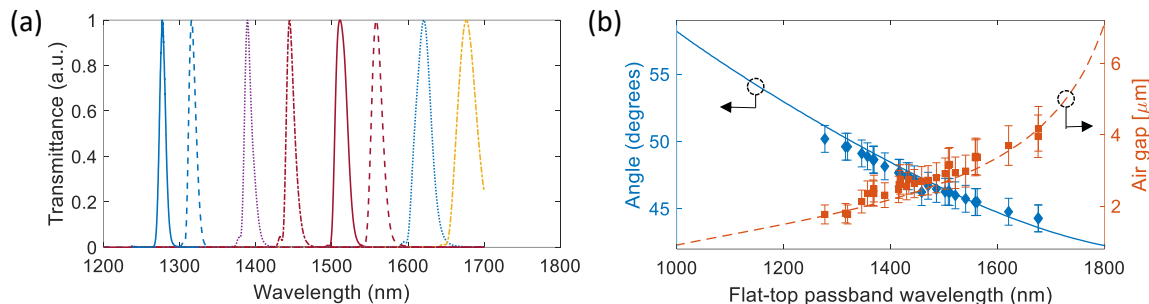 (a)
Transmittance (a.u.)
1
0.8
0.6
0.4
0.2
0
1200 1300 1400 1500 1600 1700 1800
Wavelength (nm)
(b)
Angle (degrees)
55
50
45
1000 1200 1400 1600 1800
Flat-top passband wavelength (nm)
6
4
2
Air gap [μm]